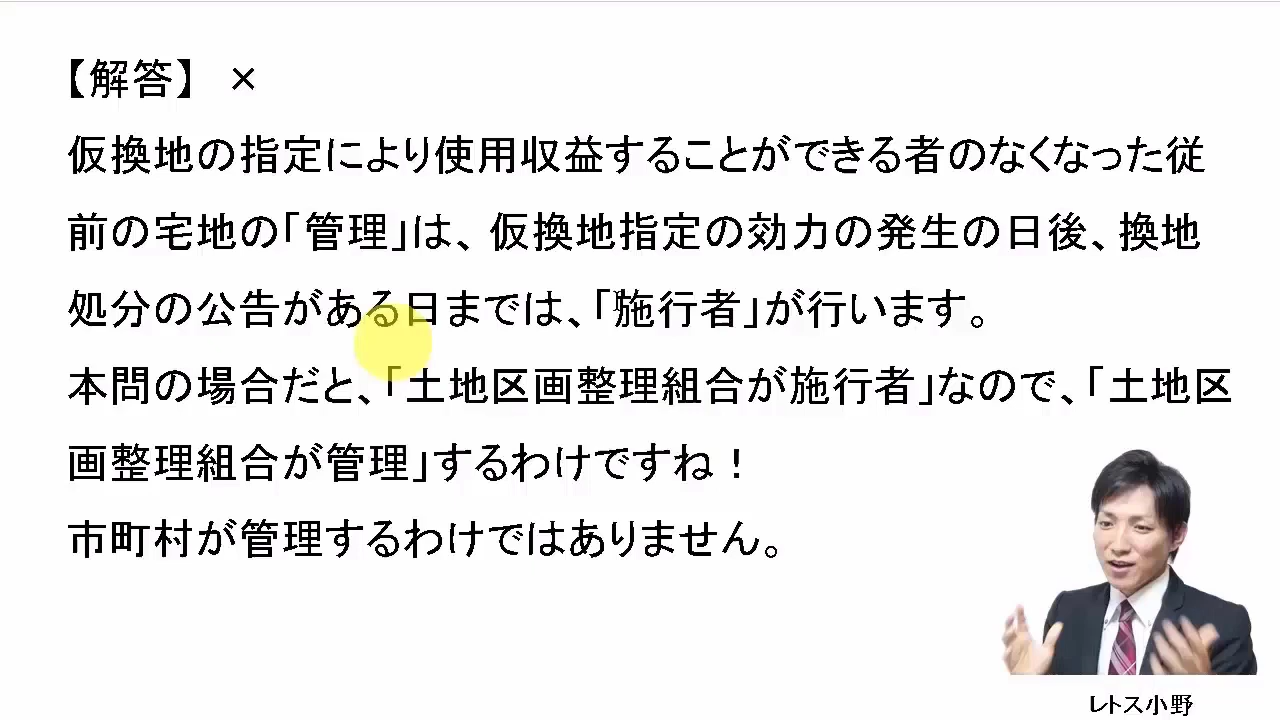 【解答】 ×
仮換地の指定により使用収益することができる者のなくなった従
前の宅地の「管理」は、仮換地指定の効力の発生の日後、換地
処分の公告がある日までは、「施行者」が行います。
本問の場合だと、「土地区画整理組合が施行者」なので、「土地区
画整理組合が管理」するわけですね！
市町村が管理するわけではありません。
レトス小野